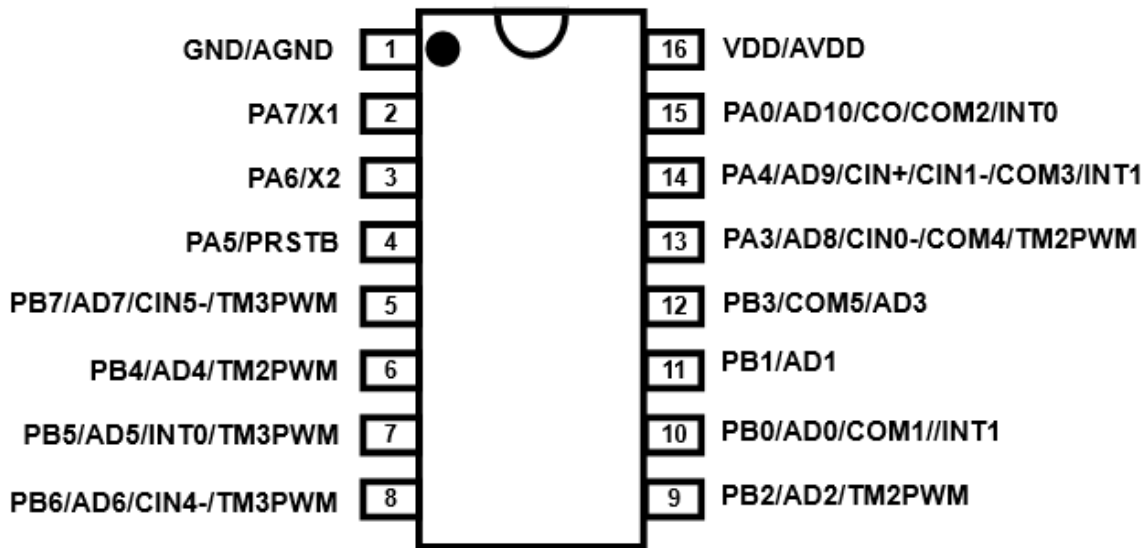 GND/AGND 1 16 VDD/AVDD
PA7/X1 2 15 PA0/AD10/CO/COM2/INT0
PA6/X2 3 14 PA4/AD9/CIN+/CIN1-/COM3/INT1
PA5/PRSTB 4 13 PA3/AD8/CIN0-/COM4/TM2PWM
PB7/AD7/CIN5-/TM3PWM 5 12 PB3/COM5/AD3
PB4/AD4/TM2PWM 6 11 PB1/AD1
PB5/AD5/INT0/TM3PWM 7 10 PB0/AD0/COM1//INT1
PB6/AD6/CIN4-/TM3PWM 8 9 PB2/AD2/TM2PWM